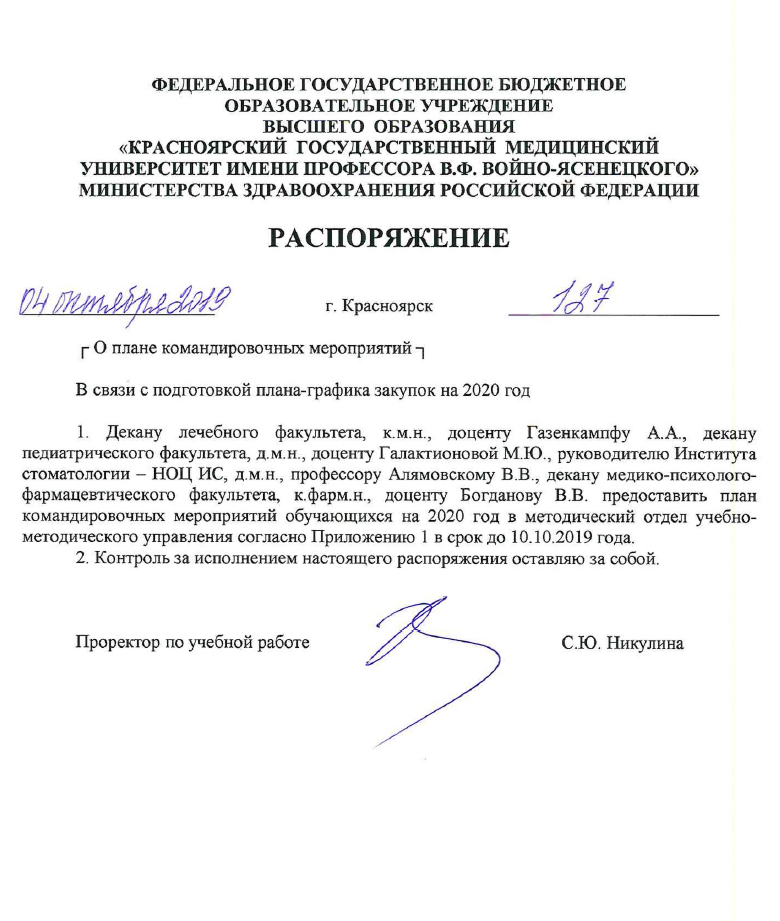 ФЕДЕРАЛЬНОЕ ГОСУДАРСТВЕННОЕ БЮДЖЕТНОЕ
ОБРАЗОВАТЕЛЬНОЕ УЧРЕЖДЕНИЕ
ВЫСШЕГО ОБРАЗОВАНИЯ
«КРАСНОЯРСКИЙ ГОСУДАРСТВЕННЫЙ МЕДИЦИНСКИЙ
УНИВЕРСИТЕТ ИМЕНИ ПРОФЕССОРА В.Ф. ВОЙНО-ЯСЕНЕЦКОГО»
МИНИСТЕРСТВА ЗДРАВООХРАНЕНИЯ РОССИЙСКОЙ ФЕДЕРАЦИИ
РАСПОРЯЖЕНИЕ
04 октября 2019 г. Красноярск 127
О плане командировочных мероприятий
В связи с подготовкой плана-графика закупок на 2020 год
1. Декану лечебного факультета, к.м.н., доценту Газенкампфу А.А., декану
педиатрического факультета, д.м.н., доценту Галактионовой М.Ю., руководителю Института
стоматологии – НОЦ ИС, д.м.н., профессору Алямовскому В.В., декану медико-психолого-
фармацевтического факультета, к.фарм.н., доценту Богданову В.В. предоставить план
командировочных мероприятий обучающихся на 2020 год в методический отдел учебно-
методического управления согласно Приложению 1 в срок до 10.10.2019 года.
2. Контроль за исполнением настоящего распоряжения оставляю за собой.
Проректор по учебной работе С.Ю. Никулина